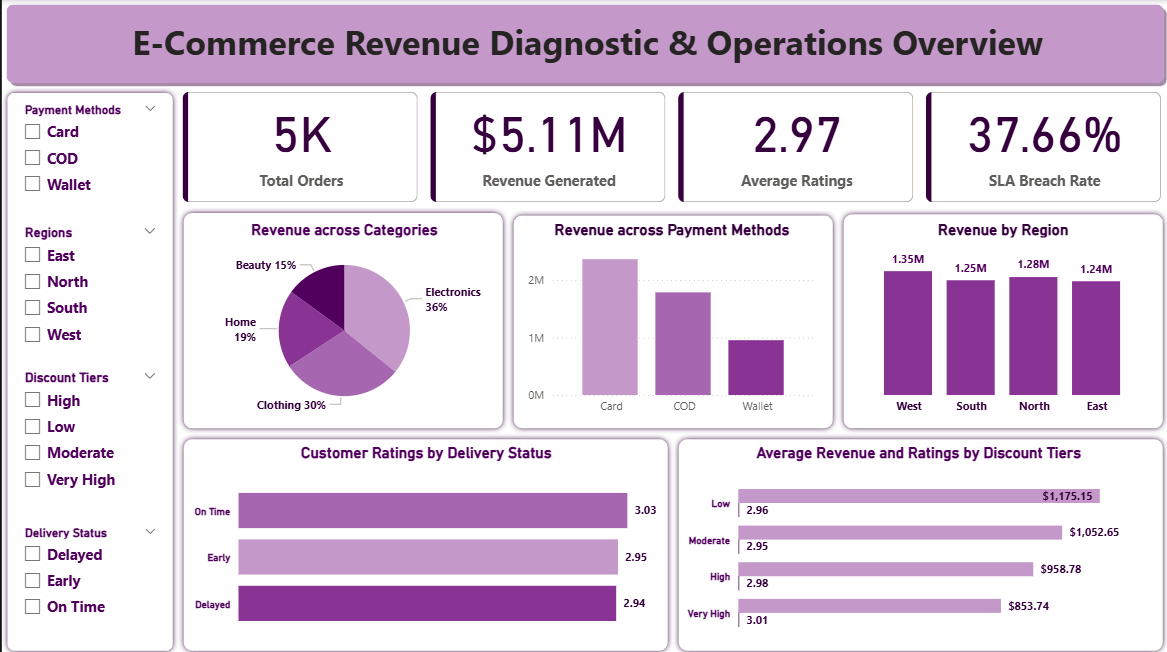 E-Commerce Revenue Diagnostic & Operations Overview
Payment Methods
Card
COD
Wallet
Regions
East
North
South
West
Discount Tiers
High
Low
Moderate
Very High
Delivery Status
Delayed
Early
On Time
5K
Total Orders
$5.11M
Revenue Generated
2.97
Average Ratings
37.66%
SLA Breach Rate
Revenue across Categories
Beauty 15%
Electronics
36%
Home
19%
Clothing 30%
Revenue across Payment Methods
2M
1M
0M
Card COD Wallet
Revenue by Region
1.35M 1.25M 1.28M 1.24M
West South North East
Customer Ratings by Delivery Status
On Time 3.03
Early 2.95
Delayed 2.94
Average Revenue and Ratings by Discount Tiers
Low $1,175.15
2.96
Moderate $1,052.65
2.95
High $958.78
2.98
Very High $853.74
3.01